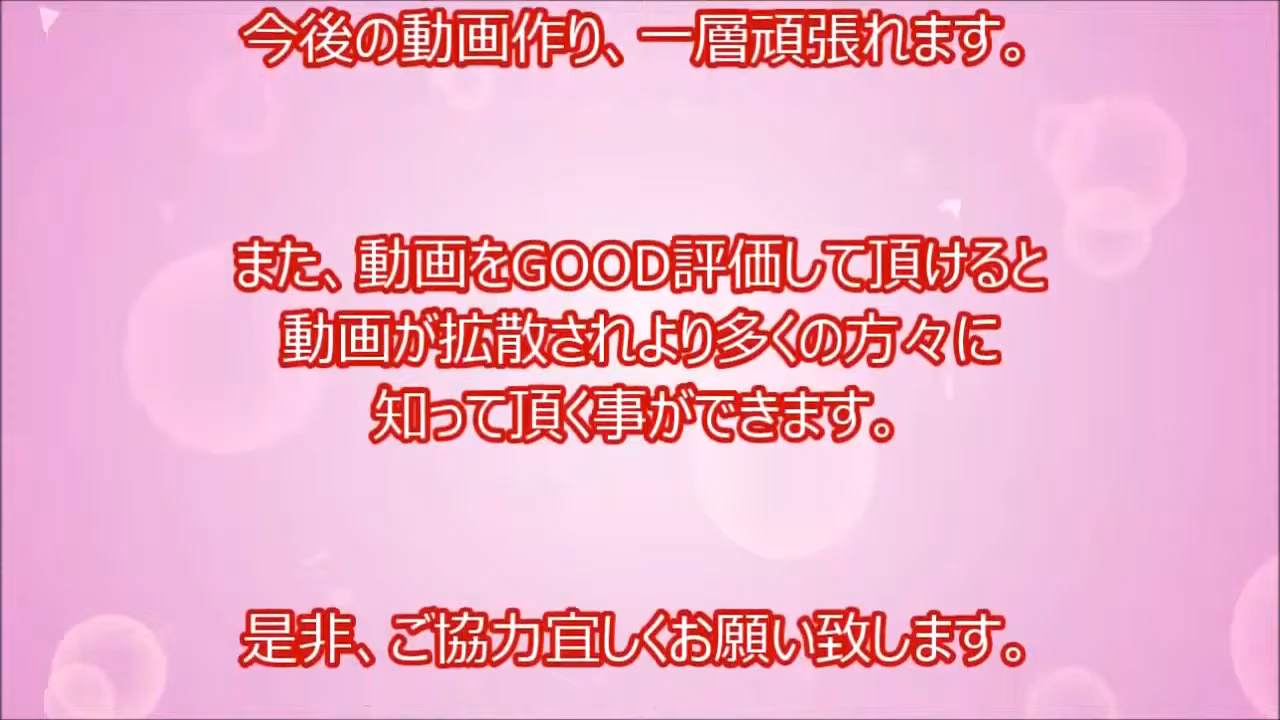 今後の動画作り、一層頑張れます。
また、動画をGOOD評価して頂けると
動画が拡散されより多くの方々に
知って頂く事ができます。
是非、ご協力宜しくお願い致します。